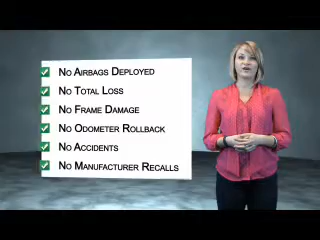 No Airbags Deployed
No Total Loss
No Frame Damage
No Odometer Rollback
No Accidents
No Manufacturer Recalls